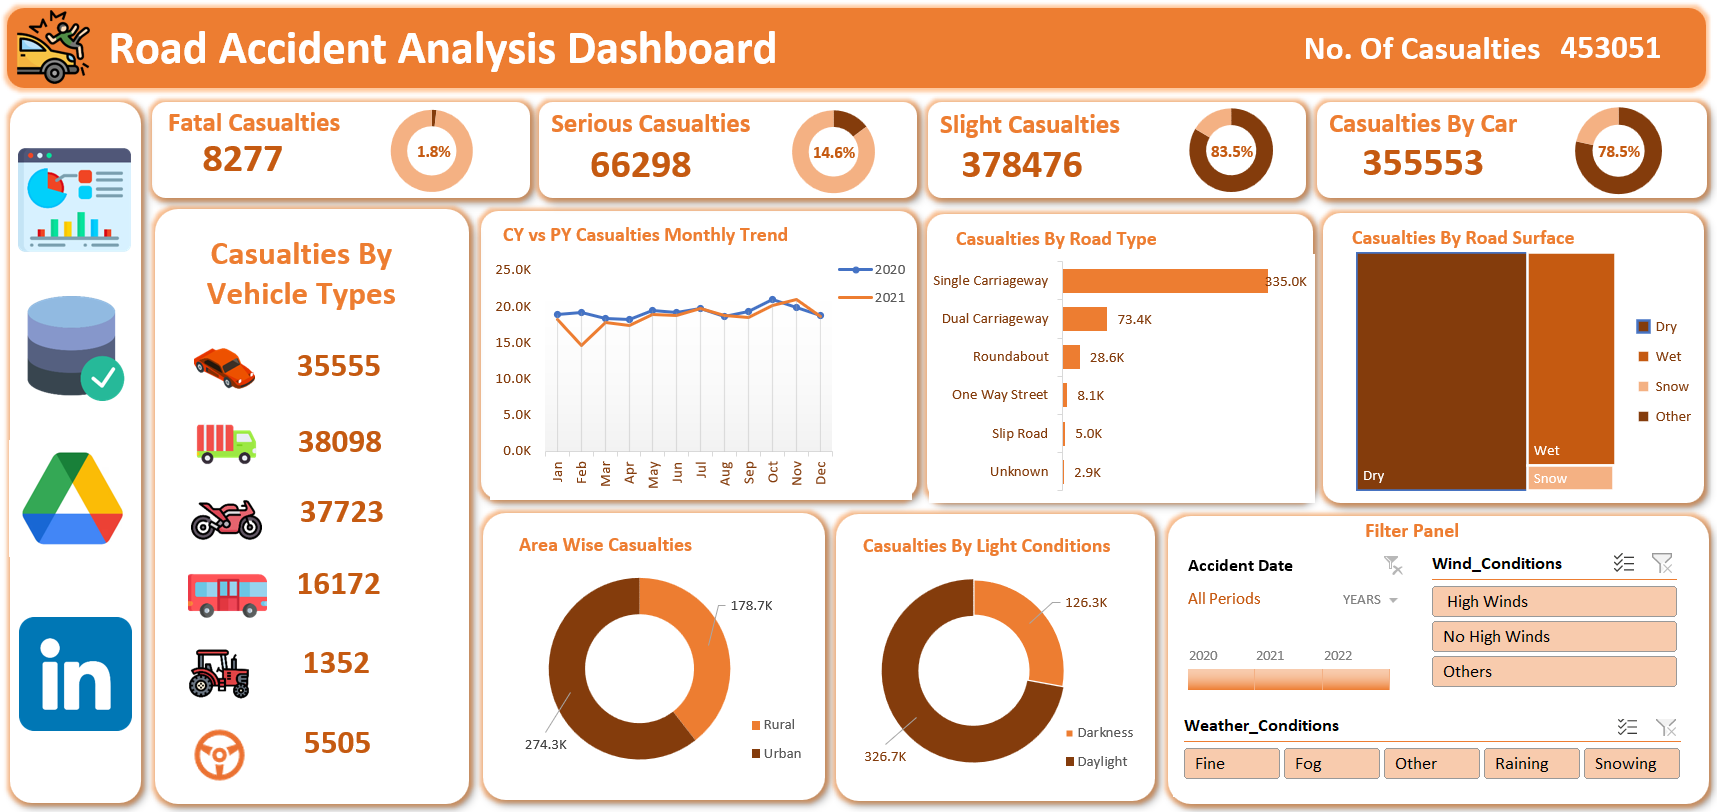 Road Accident Analysis Dashboard
No. Of Casualties 453051
Fatal Casualties
8277
1.8%
Serious Casualties
66298
14.6%
Slight Casualties
378476
83.5%
Casualties By Car
355553
78.5%
Casualties By
Vehicle Types
35555
38098
37723
16172
1352
5505
in
CY vs PY Casualties Monthly Trend
25.0K
20.0K
15.0K
10.0K
5.0K
0.0K
Jan
Feb
Mar
Apr
May
Jun
Jul
Aug
Sep
Oct
Nov
Dec
2020
2021
Casualties By Road Type
Single Carriageway 335.0K
Dual Carriageway 73.4K
Roundabout 28.6K
One Way Street 8.1K
Slip Road 5.0K
Unknown 2.9K
Casualties By Road Surface
Dry
Wet
Snow
Dry
Wet
Snow
Other
Area Wise Casualties
178.7K
274.3K
Rural
Urban
Casualties By Light Conditions
126.3K
326.7K
Darkness
Daylight
Filter Panel
Accident Date
All Periods YEARS
2020 2021 2022
Wind_Conditions
High Winds
No High Winds
Others
Weather_Conditions
Fine Fog Other Raining Snowing